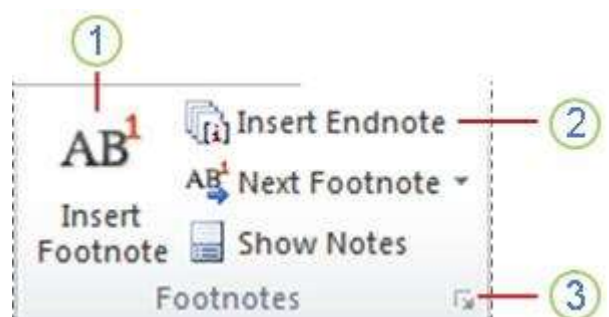 1
AB1
Insert Endnote
2
AB1
Next Footnote
Insert
Footnote
Show Notes
Footnotes
3